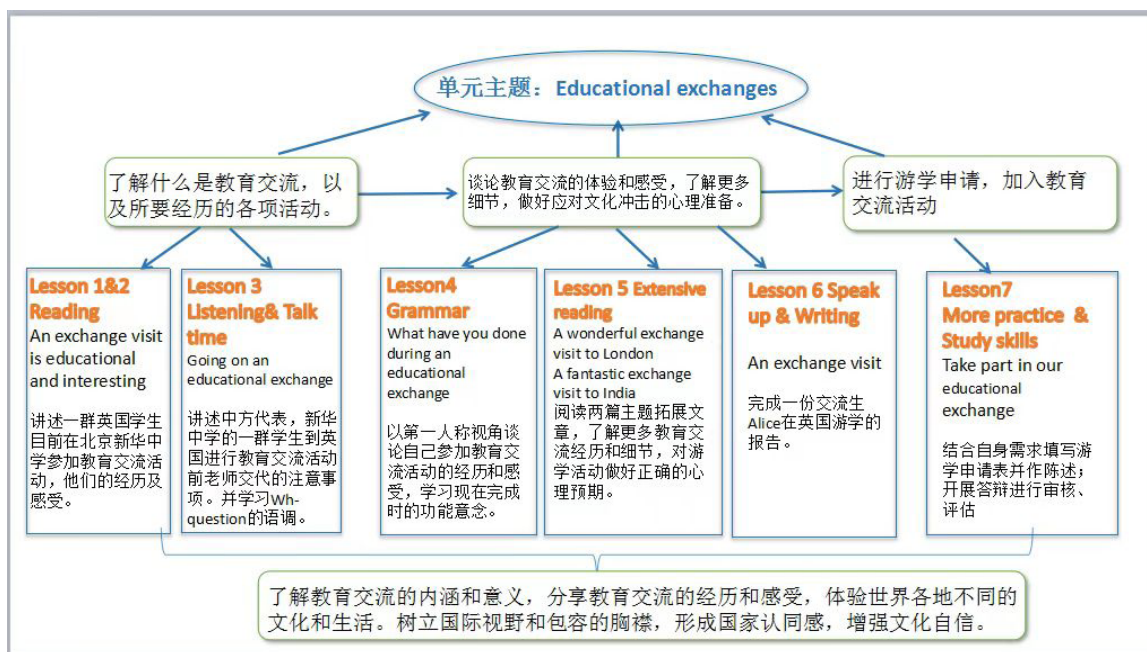 单元主题：Educational exchanges
了解什么是教育交流，以
及所要经历的各项活动。
谈论教育交流的体验和感受，了解更多
细节，做好应对文化冲击的心理准备。
进行游学申请，加入教育
交流活动
Lesson 1&2
Reading
An exchange visit
is educational
and interesting
讲述一群英国学生
目前在北京新华中
学参加教育交流活
动，他们的经历及
感受。
Lesson 3
Listening& Talk
time
Going on an
educational exchange
讲述中方代表，新华
中学的一群学生到英
国进行教育交流活动
前老师交代的注意事
项。并学习Wh-
question的语调。
Lesson4
Grammar
What have you done
during an
educational
exchange
以第一人称视角谈
论自己参加教育交
流活动的经历和感
受，学习现在完成
时的功能意念。
Lesson 5 Extensive
reading
A wonderful exchange
visit to London
A fantastic exchange
visit to India
阅读两篇主题拓展文
章，了解更多教育交
流经历和细节，对游
学活动做好正确的心
理预期。
Lesson 6 Speak
up & Writing
An exchange visit
完成一份交流生
Alice在英国游学的
报告。
Lesson7
More practice &
Study skills
Take part in our
educational
exchange
结合自身需求填写游
学申请表并作陈述；
开展答辩进行审核、
评估
了解教育交流的内涵和意义，分享教育交流的经历和感受，体验世界各地不同的
文化和生活。树立国际视野和包容的胸襟，形成国家认同感，增强文化自信。